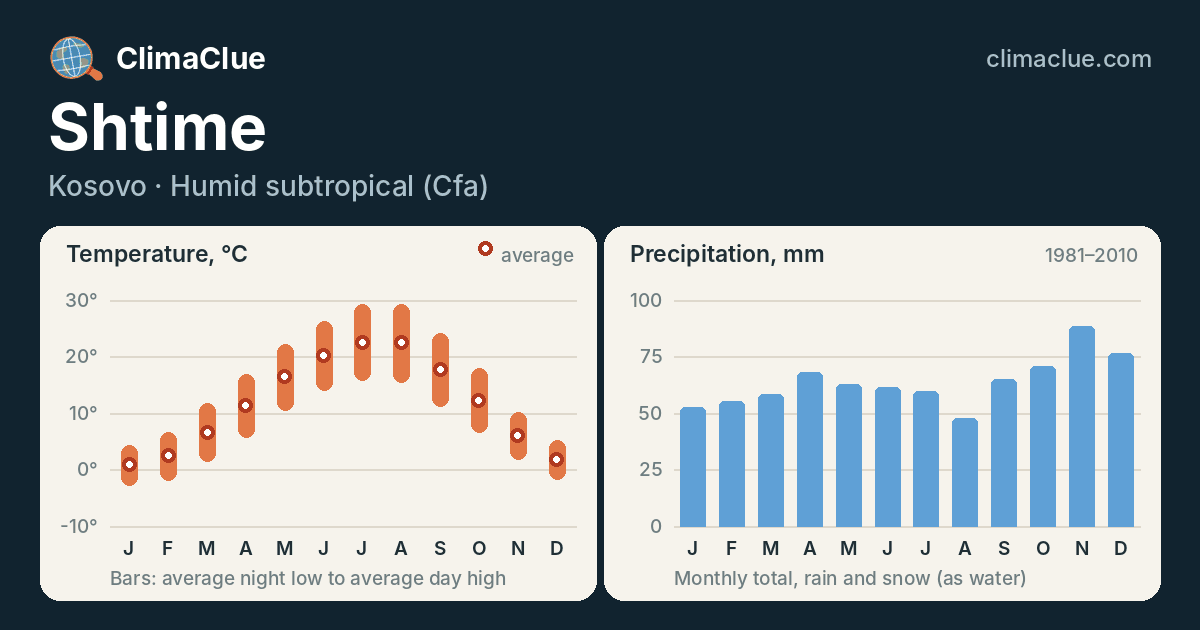 ClimaClue
climaclue.com
Shtime
Kosovo · Humid subtropical (Cfa)
Temperature, °C
average
30°
20°
10°
0°
-10°
J F M A M J J A S O N D
Bars: average night low to average day high
Precipitation, mm
1981–2010
100
75
50
25
0
J F M A M J J A S O N D
Monthly total, rain and snow (as water)